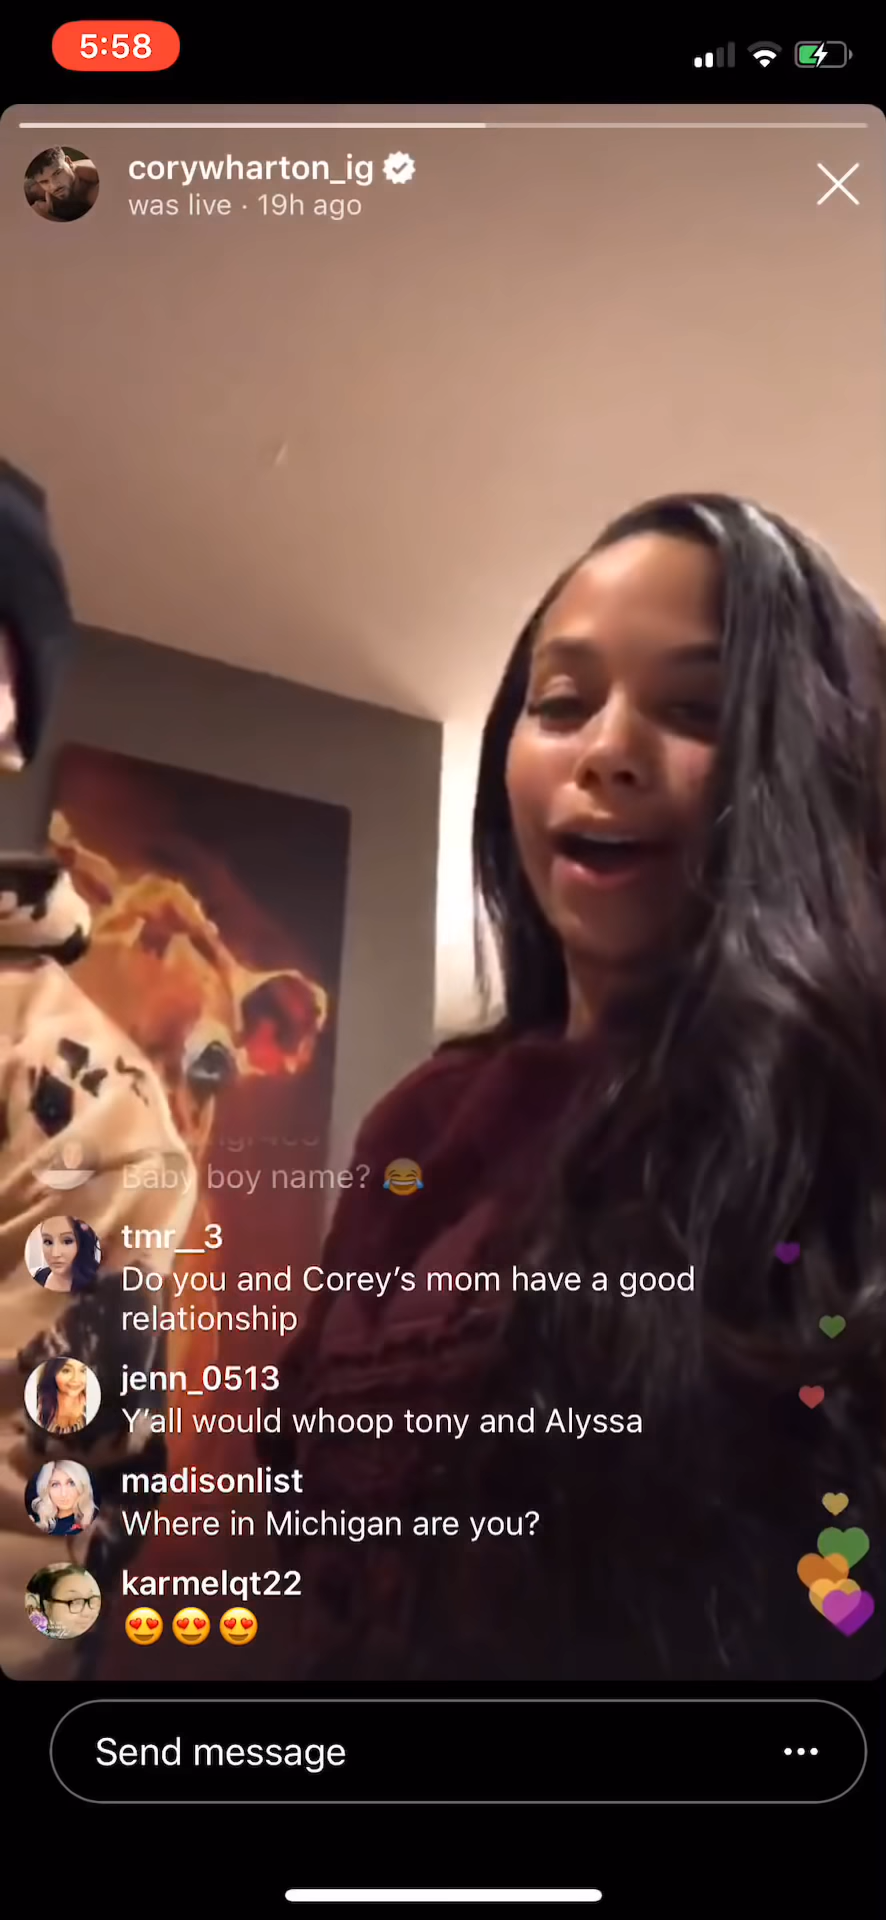 5:58
corywharton_ig
was live · 19h ago
Baby boy name? 😂
tmr__3
Do you and Corey's mom have a good
relationship
jenn_0513
Y'all would whoop tony and Alyssa
madisonlist
Where in Michigan are you?
karmelqt22
😍😍😍
Send message